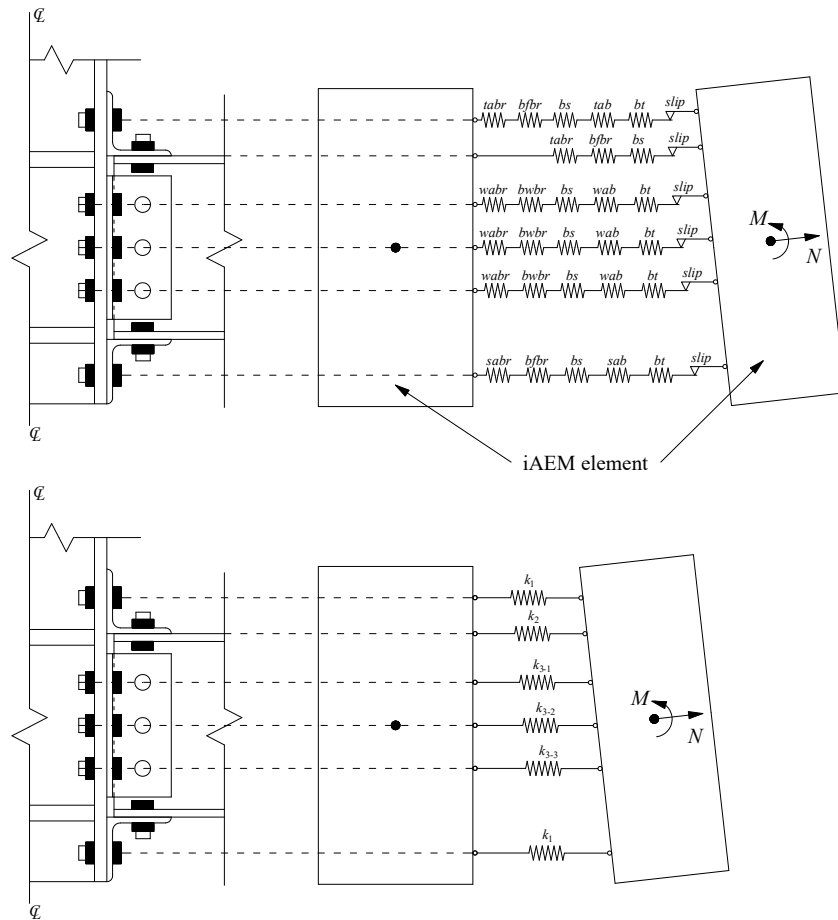 ℄
tabr bfbr bs tab bt slip
tabr bfbr bs slip
wabr bwbr bs wab bt slip
wabr bwbr bs wab bt slip
wabr bwbr bs wab bt slip
M
N
sabr bfbr bs sab bt slip
℄
iAEM element
℄
k1
k2
k3-1
k3-2
M
N
k3-3
k1
℄